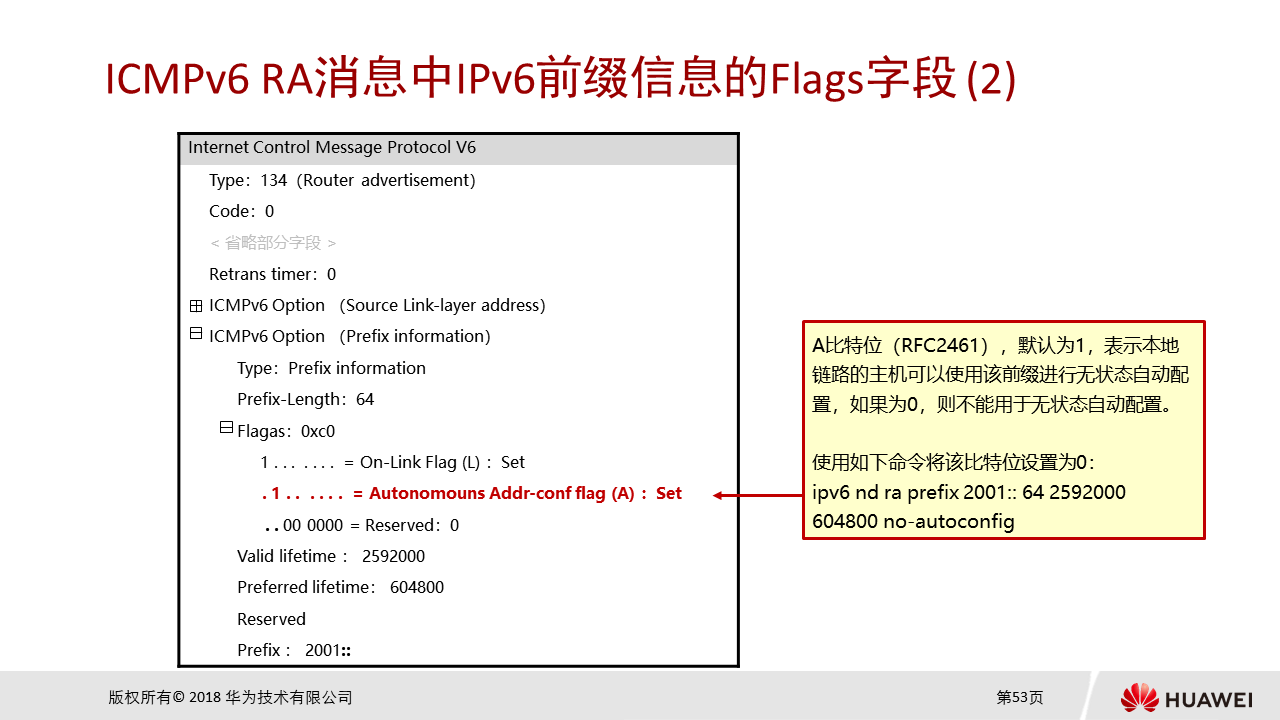 ICMPv6 RA消息中IPv6前缀信息的Flags字段 (2)
Internet Control Message Protocol V6
Type：134（Router advertisement）
Code：0
< 省略部分字段 >
Retrans timer：0
ICMPv6 Option （Source Link-layer address）
ICMPv6 Option （Prefix information）
Type：Prefix information
Prefix-Length：64
Flagas：0xc0
1 . . . . . . . = On-Link Flag (L)： Set
. 1 . . . . . . = Autonomouns Addr-conf flag (A)： Set
. . 00 0000 = Reserved：0
Valid lifetime： 2592000
Preferred lifetime： 604800
Reserved
Prefix： 2001::
A比特位（RFC2461），默认为1，表示本地
链路的主机可以使用该前缀进行无状态自动配
置，如果为0，则不能用于无状态自动配置。
使用如下命令将该比特位设置为0：
ipv6 nd ra prefix 2001:: 64 2592000
604800 no-autoconfig
版权所有© 2018 华为技术有限公司
第53页
HUAWEI